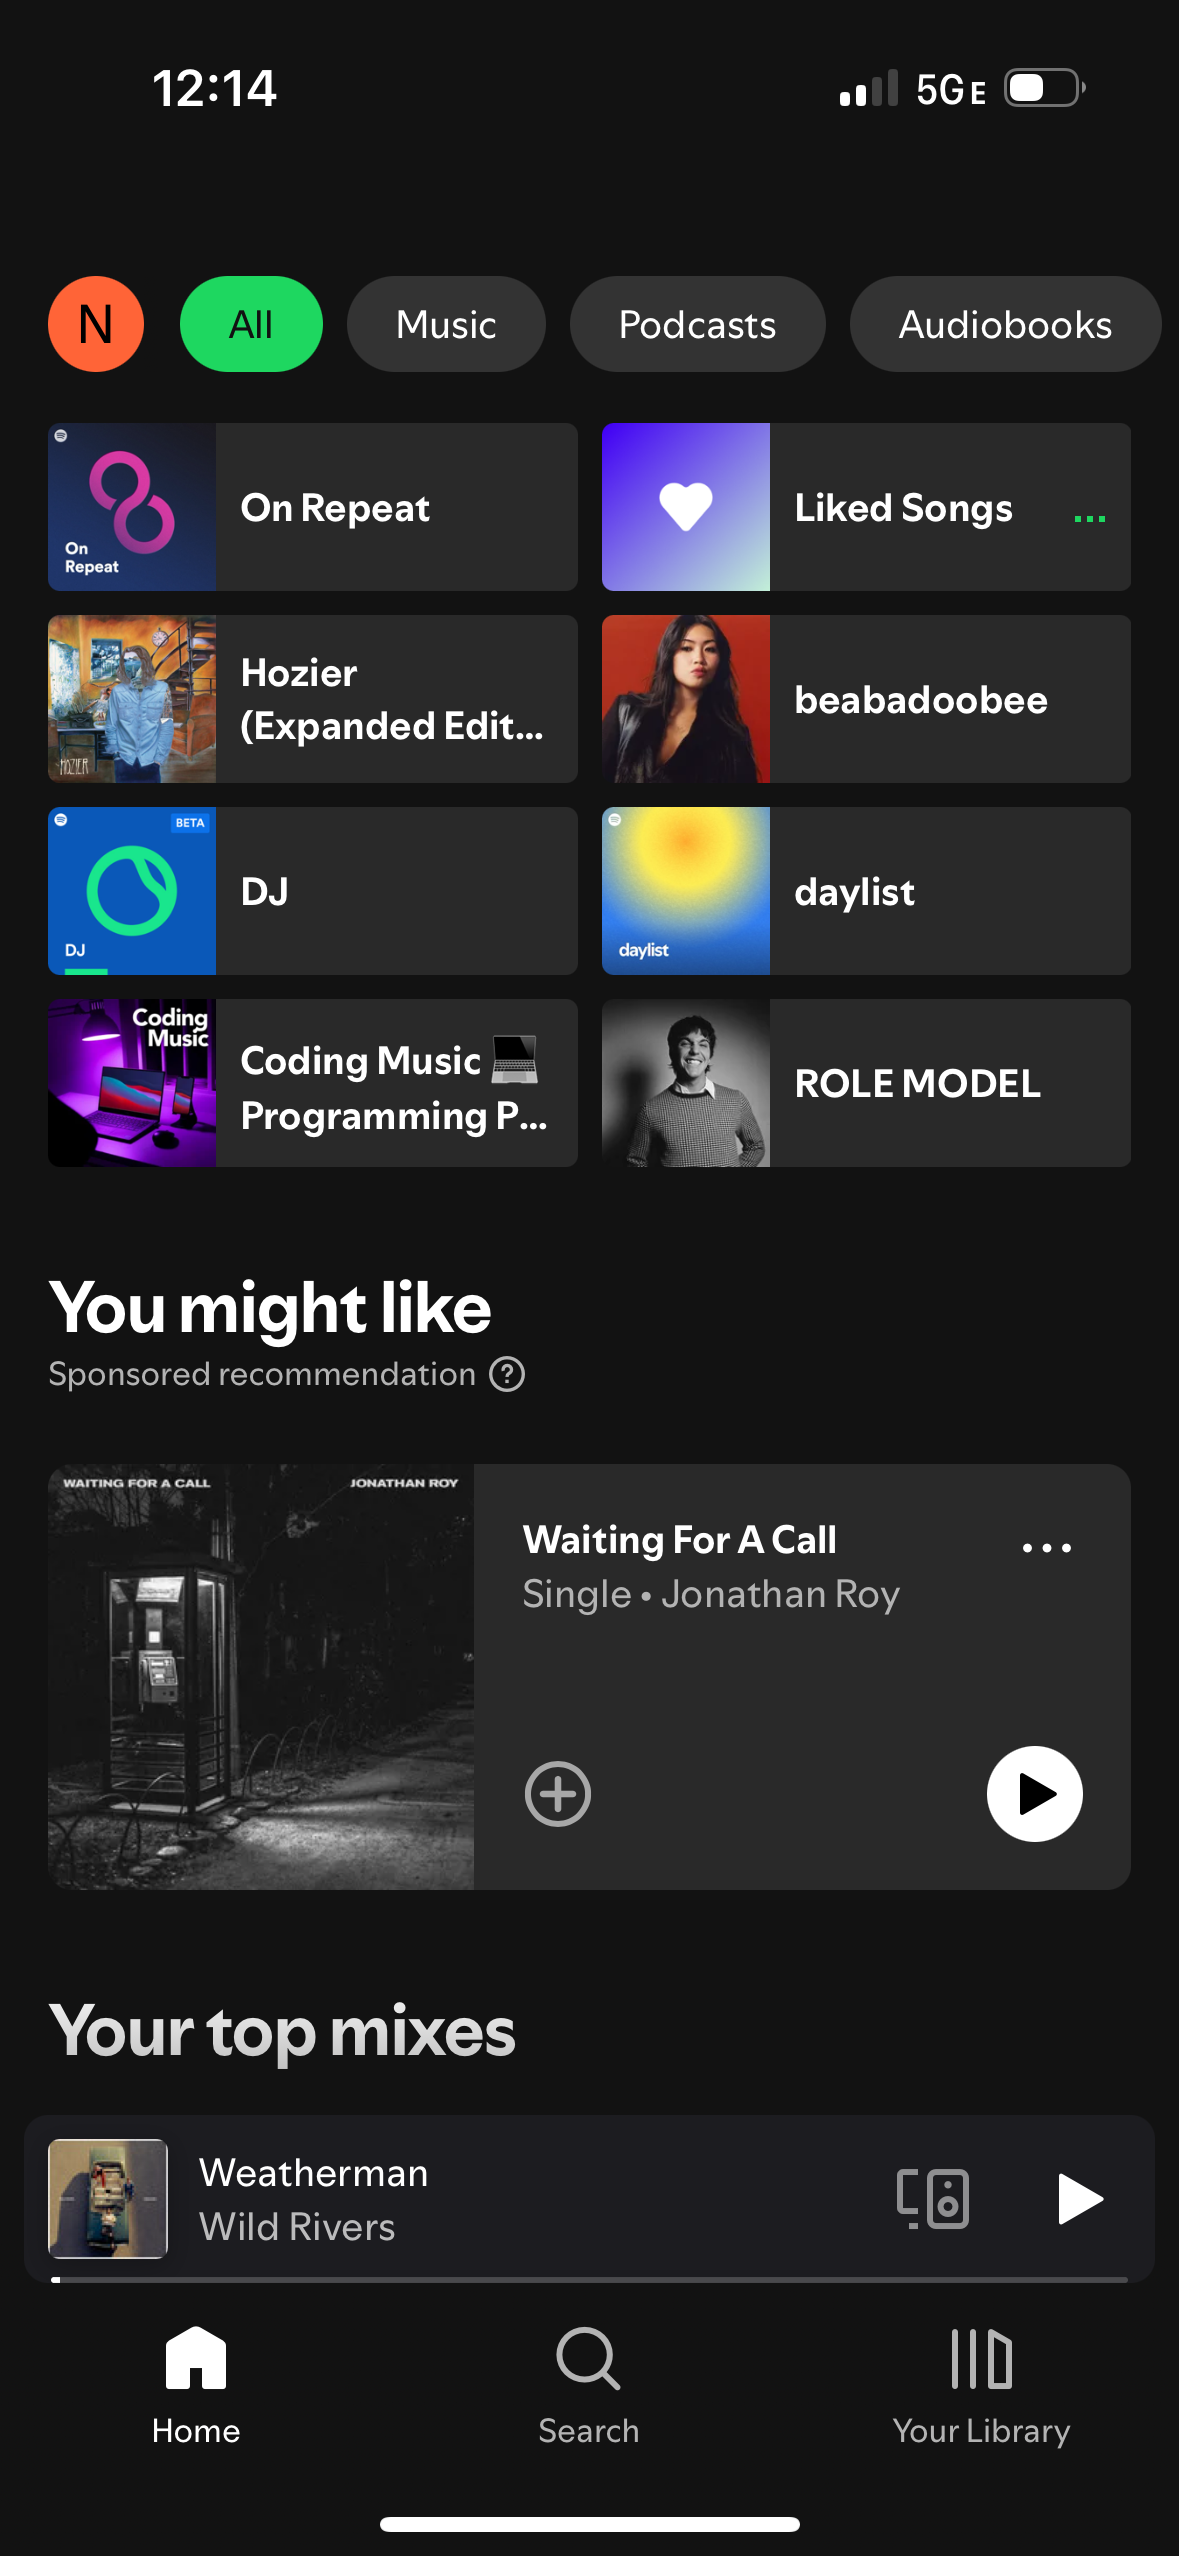 12:14
5GE
N
All
Music
Podcasts
Audiobooks
On
Repeat
On Repeat
Liked Songs
HOZIER
Hozier
(Expanded Edit...
beabadoobee
BETA
DJ
DJ
daylist
daylist
Coding
Music
Coding Music 💻
Programming P...
ROLE MODEL
You might like
Sponsored recommendation ?
WAITING FOR A CALL
JONATHAN ROY
Waiting For A Call
Single • Jonathan Roy
Your top mixes
Weatherman
Wild Rivers
Home
Search
Your Library